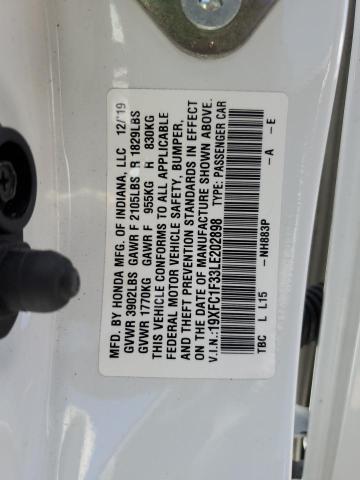 MFG. BY HONDA MFG. OF INDIANA, LLC 12/19
GVWR 3902LBS GAWR F 2105LBS R 1829LBS
GVWR 1770KG GAWR F 955KG R 830KG
THIS VEHICLE CONFORMS TO ALL APPLICABLE
FEDERAL MOTOR VEHICLE SAFETY, BUMPER,
AND THEFT PREVENTION STANDARDS IN EFFECT
ON THE DATE OF MANUFACTURE SHOWN ABOVE.
V.I.N.:19XFC1F33LE202898 TYPE: PASSENGER CAR
TBC L L15 -NH883P -A -E